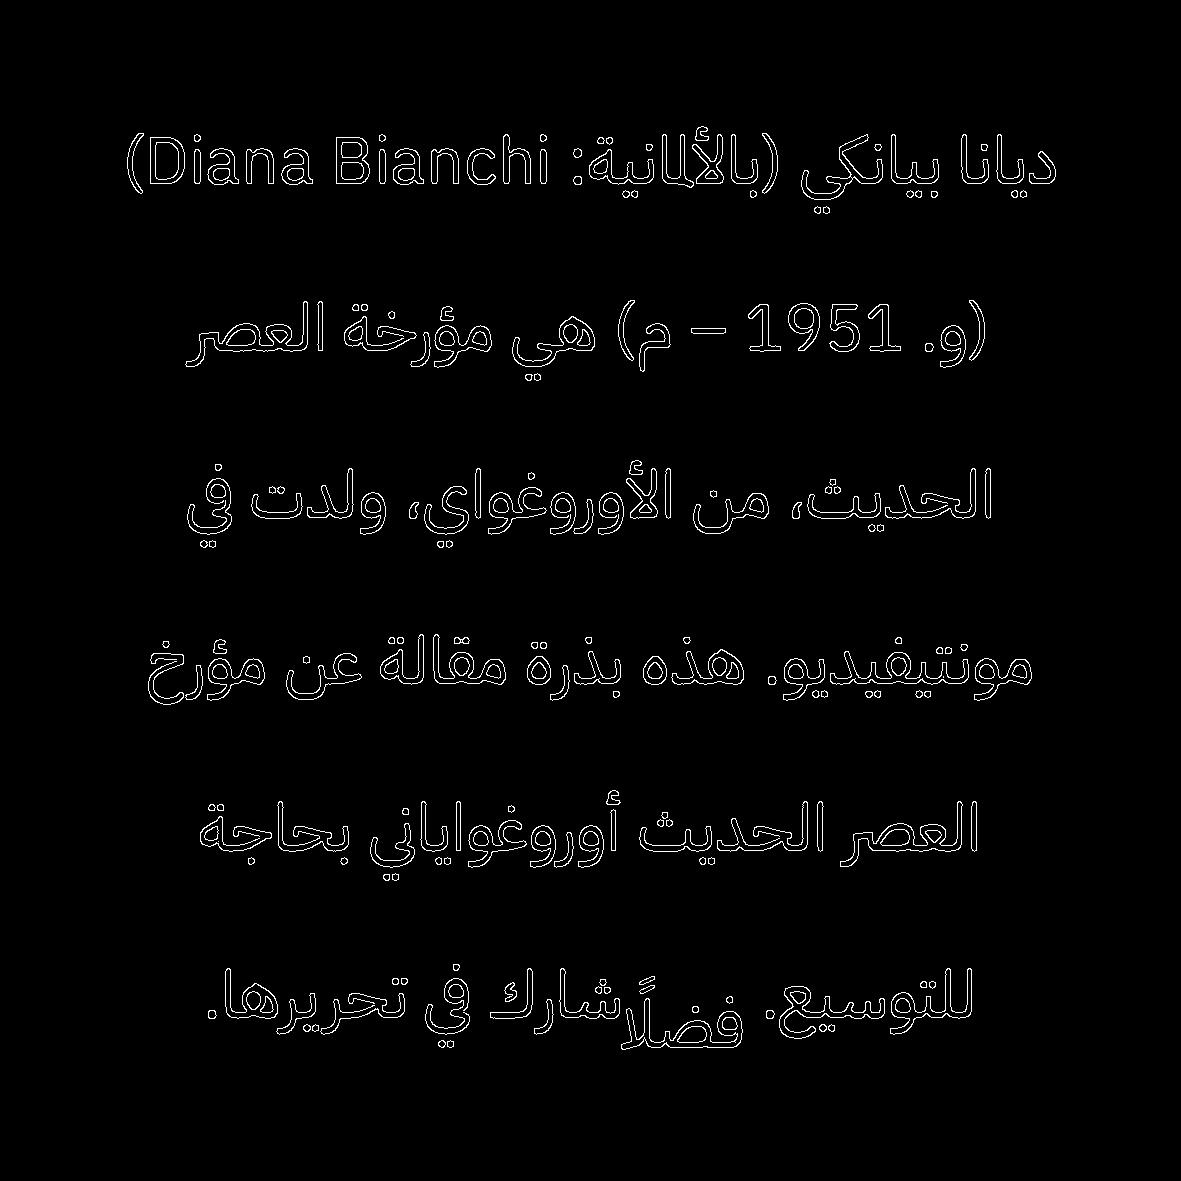 ديانا بيانكي (بالألمانية: Diana Bianchi)
(و. 1951 – م) هي مؤرخة العصر
الحديث، من الأوروغواي، ولدت في
مونتيفيديو. هذه بذرة مقالة عن مؤرخ
العصر الحديث أوروغواياني بحاجة
للتوسيع. فضلًا شارك في تحريرها.